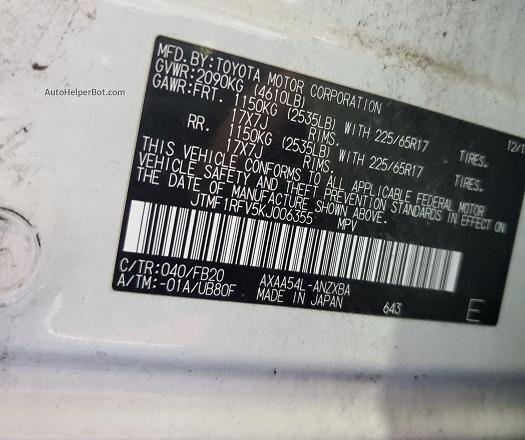 AutoHelperBot.com
MFD.BY:TOYOTA MOTOR CORPORATION 12/1
GVWR:2090KG (4610LB)
GAWR:FRT. 1150KG (2535LB) WITH 225/65R17 TIRES,
17X7J RIMS.
RR. 1150KG (2535LB) WITH 225/65R17 TIRES,
17X7J RIMS.
THIS VEHICLE CONFORMS TO ALL APPLICABLE FEDERAL MOTOR
VEHICLE SAFETY AND THEFT PREVENTION STANDARDS IN EFFECT ON
THE DATE OF MANUFACTURE SHOWN ABOVE.
JTMF1RFV5KJ006355 MPV
C/TR:040/FB20 AXAA54L-ANZXBA
A/TM:-01A/UB80F MADE IN JAPAN 643 E